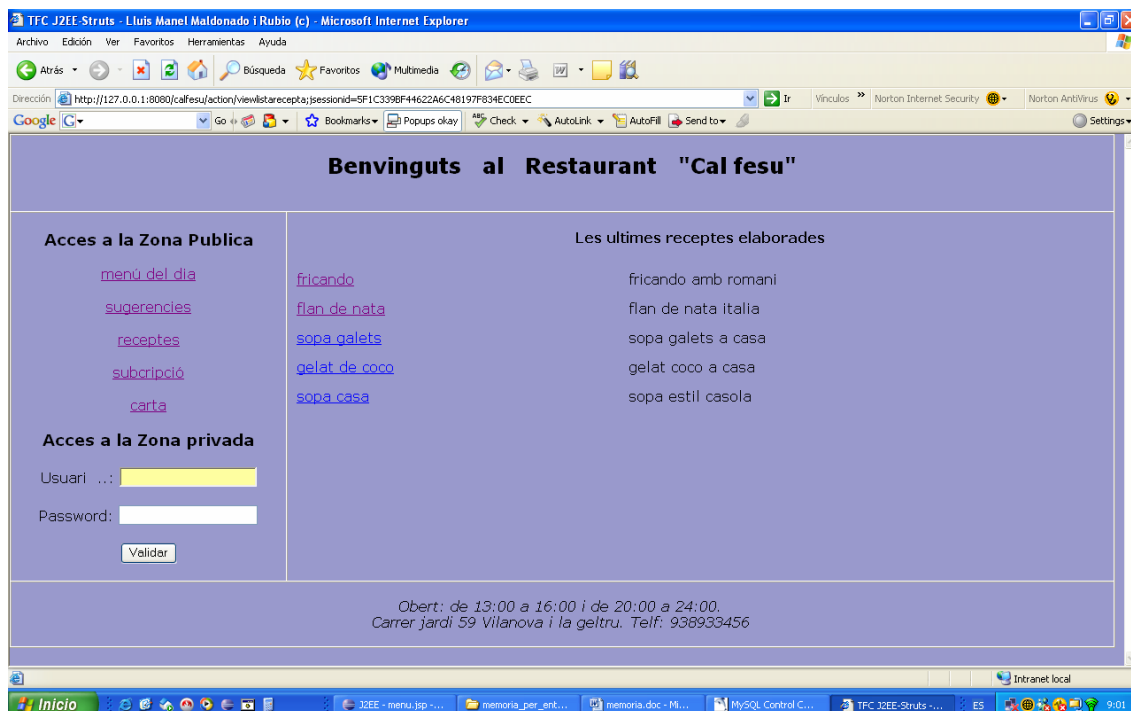 TFC J2EE-Struts - Lluis Manel Maldonado i Rubio (c) - Microsoft Internet Explorer
Archivo Edición Ver Favoritos Herramientas Ayuda
Atrás Búsqueda Favoritos Multimedia
Dirección http://127.0.0.1:8080/calfesu/action/viewlistarecepta;jsessionid=5F1C339BF44622A6C48197F834EC0EEC Ir Vínculos » Norton Internet Security Norton AntiVirus
Google G Go Bookmarks Popups okay Check AutoLink AutoFill Send to Settings
Benvinguts al Restaurant "Cal fesu"
Acces a la Zona Publica
menú del dia
sugerencies
receptes
subcripció
carta
Acces a la Zona privada
Usuari ..:
Password:
Validar
Les ultimes receptes elaborades
fricando fricando amb romani
flan de nata flan de nata italia
sopa galets sopa galets a casa
gelat de coco gelat coco a casa
sopa casa sopa estil casola
Obert: de 13:00 a 16:00 i de 20:00 a 24:00.
Carrer jardi 59 Vilanova i la geltru. Telf: 938933456
Intranet local
Inicio J2EE - menu.jsp -... memoria_per_ent... memoria.doc - Mi... MySQL Control C... TFC J2EE-Struts -... ES 9:01